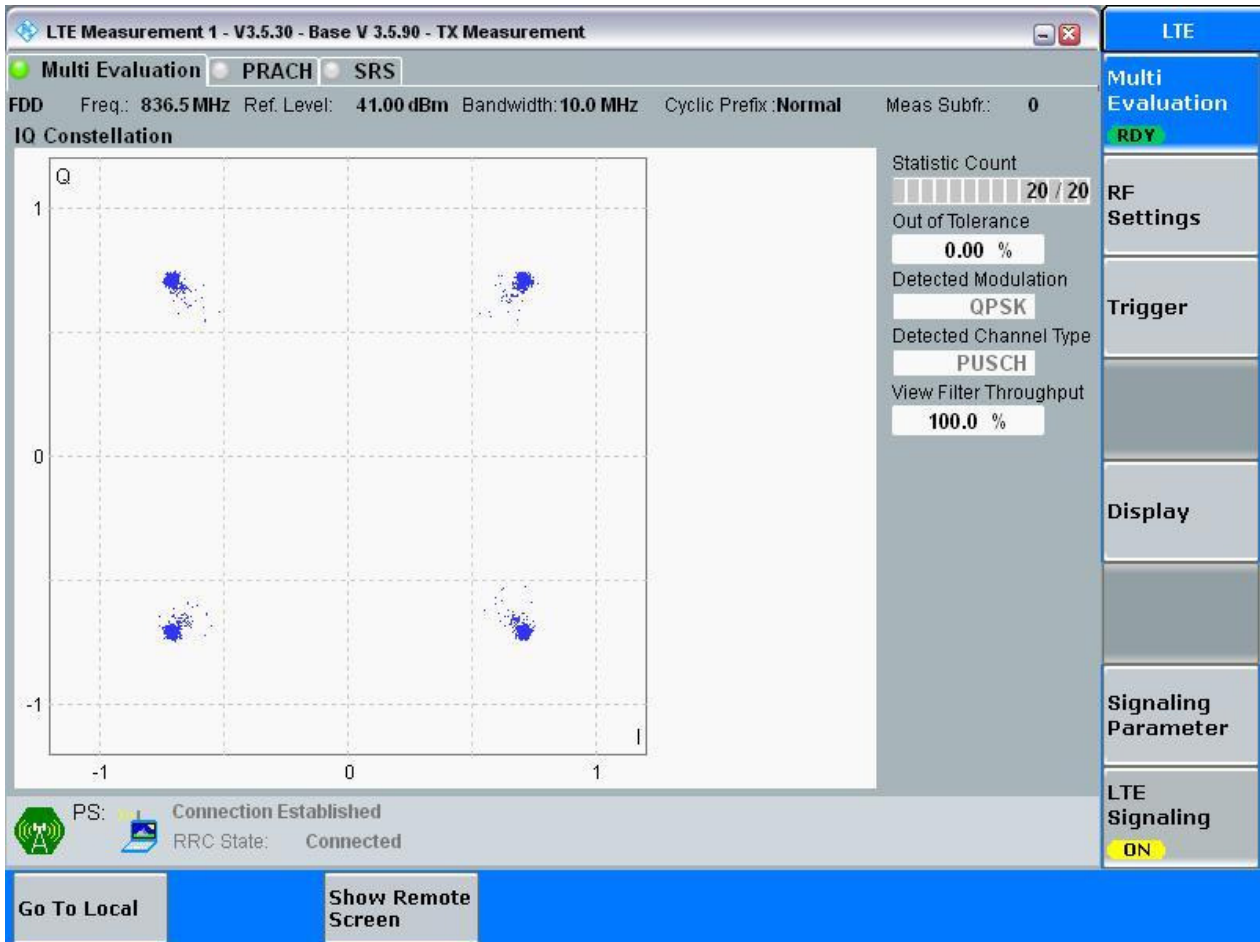 LTE Measurement 1 - V3.5.30 - Base V 3.5.90 - TX Measurement
LTE
Multi Evaluation PRACH SRS
FDD Freq.: 836.5 MHz Ref. Level: 41.00 dBm Bandwidth: 10.0 MHz Cyclic Prefix :Normal Meas Subfr.: 0
IQ Constellation
Q
1
0
-1
I
-1 0 1
Statistic Count
20 / 20
Out of Tolerance
0.00 %
Detected Modulation
QPSK
Detected Channel Type
PUSCH
View Filter Throughput
100.0 %
Multi
Evaluation
RDY
RF
Settings
Trigger
Display
Signaling
Parameter
LTE
Signaling
ON
PS: Connection Established
RRC State: Connected
Go To Local
Show Remote
Screen